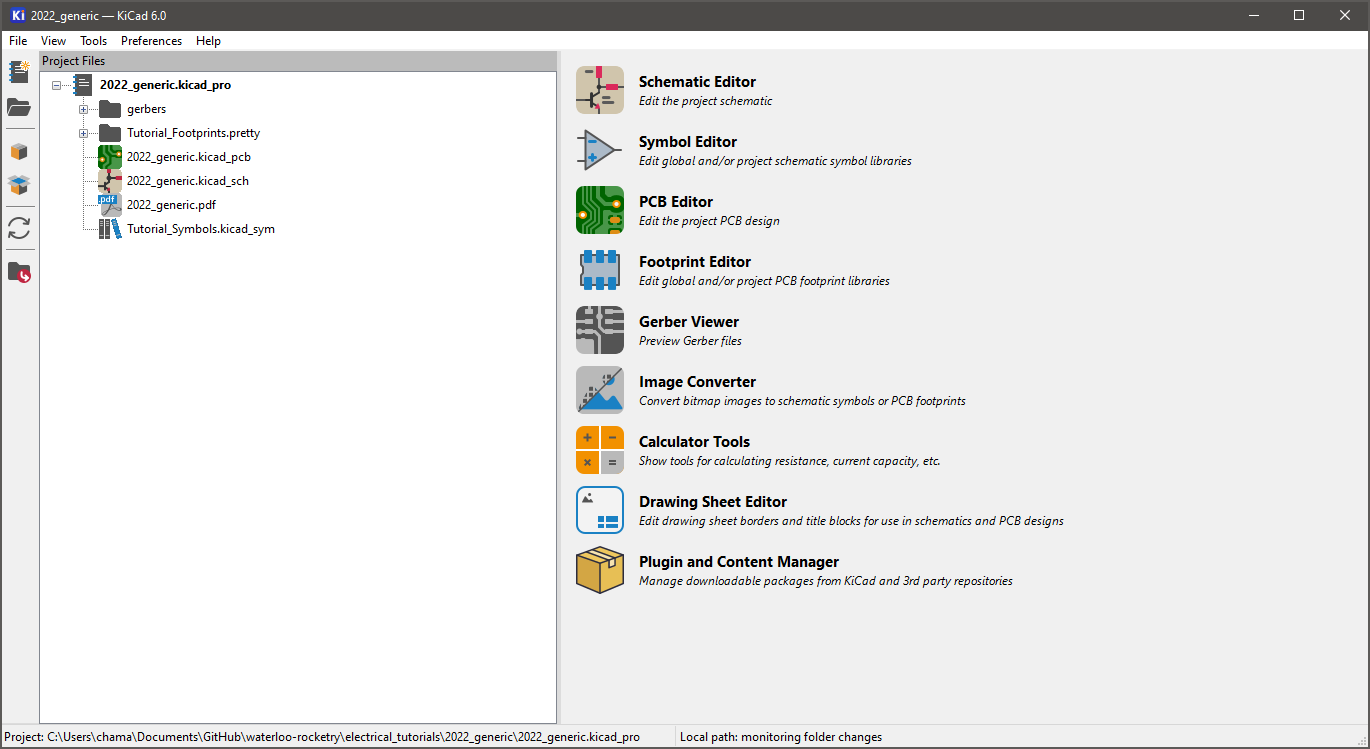 Ki 2022_generic — KiCad 6.0
File View Tools Preferences Help
Project Files
2022_generic.kicad_pro
gerbers
Tutorial_Footprints.pretty
2022_generic.kicad_pcb
2022_generic.kicad_sch
.pdf 2022_generic.pdf
Tutorial_Symbols.kicad_sym
Schematic Editor
Edit the project schematic
Symbol Editor
Edit global and/or project schematic symbol libraries
PCB Editor
Edit the project PCB design
Footprint Editor
Edit global and/or project PCB footprint libraries
Gerber Viewer
Preview Gerber files
Image Converter
Convert bitmap images to schematic symbols or PCB footprints
Calculator Tools
Show tools for calculating resistance, current capacity, etc.
Drawing Sheet Editor
Edit drawing sheet borders and title blocks for use in schematics and PCB designs
Plugin and Content Manager
Manage downloadable packages from KiCad and 3rd party repositories
Project: C:\Users\chama\Documents\GitHub\waterloo-rocketry\electrical_tutorials\2022_generic\2022_generic.kicad_pro
Local path: monitoring folder changes